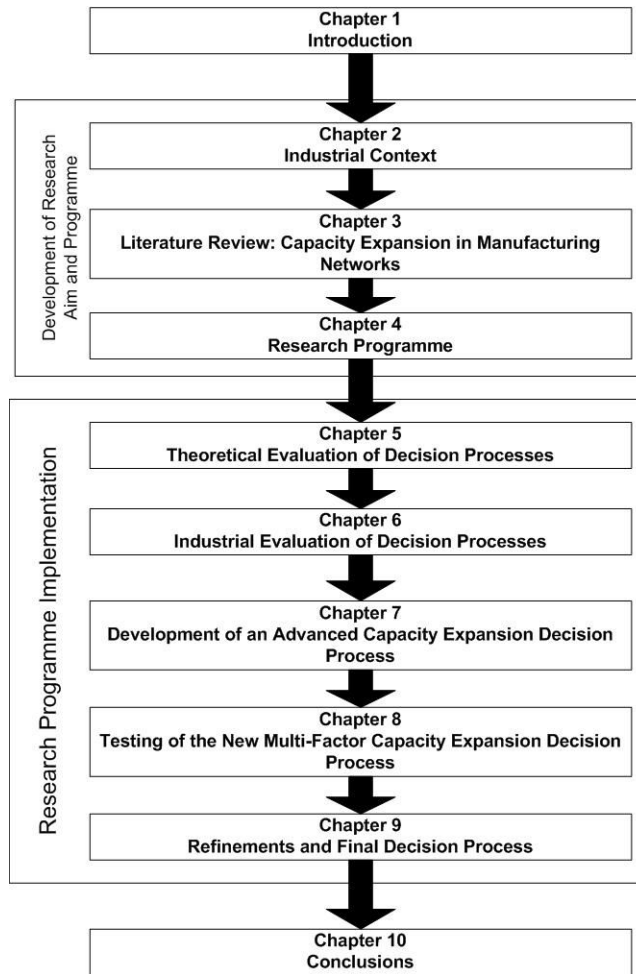 Chapter 1
Introduction
Development of Research
Aim and Programme
Chapter 2
Industrial Context
Chapter 3
Literature Review: Capacity Expansion in Manufacturing
Networks
Chapter 4
Research Programme
Research Programme Implementation
Chapter 5
Theoretical Evaluation of Decision Processes
Chapter 6
Industrial Evaluation of Decision Processes
Chapter 7
Development of an Advanced Capacity Expansion Decision
Process
Chapter 8
Testing of the New Multi-Factor Capacity Expansion Decision
Process
Chapter 9
Refinements and Final Decision Process
Chapter 10
Conclusions